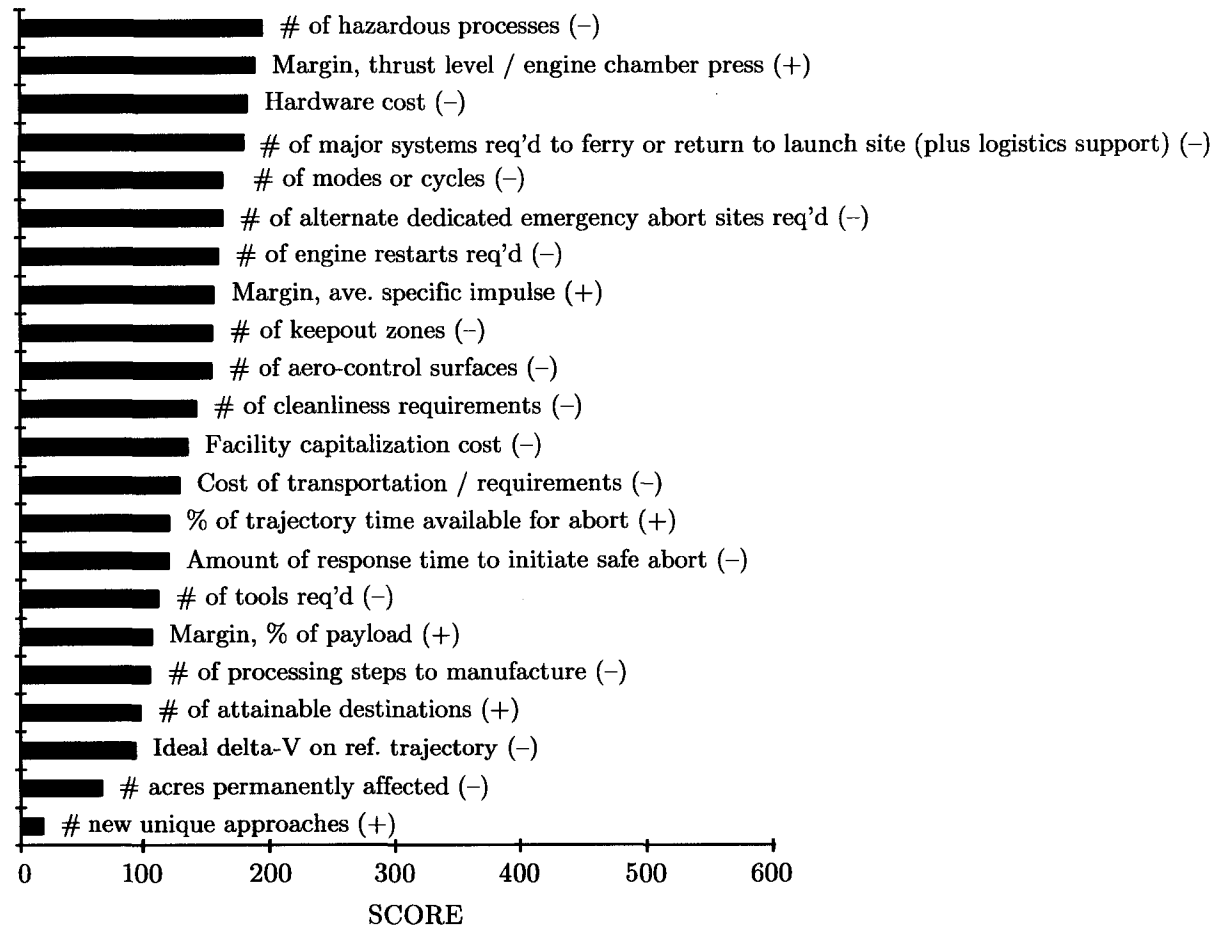 # of hazardous processes (–)
Margin, thrust level / engine chamber press (+)
Hardware cost (–)
# of major systems req'd to ferry or return to launch site (plus logistics support) (–)
# of modes or cycles (–)
# of alternate dedicated emergency abort sites req'd (–)
# of engine restarts req'd (–)
Margin, ave. specific impulse (+)
# of keepout zones (–)
# of aero-control surfaces (–)
# of cleanliness requirements (–)
Facility capitalization cost (–)
Cost of transportation / requirements (–)
% of trajectory time available for abort (+)
Amount of response time to initiate safe abort (–)
# of tools req'd (–)
Margin, % of payload (+)
# of processing steps to manufacture (–)
# of attainable destinations (+)
Ideal delta-V on ref. trajectory (–)
# acres permanently affected (–)
# new unique approaches (+)
0 100 200 300 400 500 600
SCORE